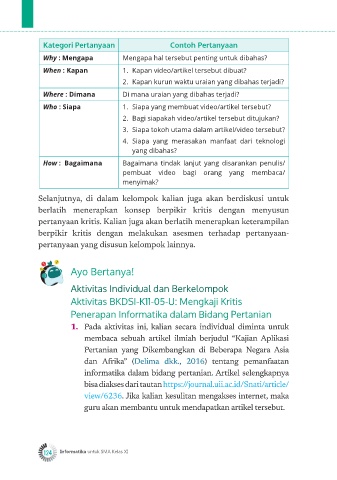 Kategori Pertanyaan Contoh Pertanyaan
Why : Mengapa Mengapa hal tersebut penting untuk dibahas?
When : Kapan 1. Kapan video/artikel tersebut dibuat?
2. Kapan kurun waktu uraian yang dibahas terjadi?
Where : Dimana Di mana uraian yang dibahas terjadi?
Who : Siapa 1. Siapa yang membuat video/artikel tersebut?
2. Bagi siapakah video/artikel tersebut ditujukan?
3. Siapa tokoh utama dalam artikel/video tersebut?
4. Siapa yang merasakan manfaat dari teknologi
yang dibahas?
How : Bagaimana Bagaimana tindak lanjut yang disarankan penulis/
pembuat video bagi orang yang membaca/
menyimak?
Selanjutnya, di dalam kelompok kalian juga akan berdiskusi untuk
berlatih menerapkan konsep berpikir kritis dengan menyusun
pertanyaan kritis. Kalian juga akan berlatih menerapkan keterampilan
berpikir kritis dengan melakukan asesmen terhadap pertanyaan-
pertanyaan yang disusun kelompok lainnya.
Ayo Bertanya!
Aktivitas Individual dan Berkelompok
Aktivitas BKDSI-K11-05-U: Mengkaji Kritis
Penerapan Informatika dalam Bidang Pertanian
1. Pada aktivitas ini, kalian secara individual diminta untuk
membaca sebuah artikel ilmiah berjudul “Kajian Aplikasi
Pertanian yang Dikembangkan di Beberapa Negara Asia
dan Afrika” (Delima dkk., 2016) tentang pemanfaatan
informatika dalam bidang pertanian. Artikel selengkapnya
bisa diakses dari tautan https://journal.uii.ac.id/Snati/article/
view/6236. Jika kalian kesulitan mengakses internet, maka
guru akan membantu untuk mendapatkan artikel tersebut.
124 Informatika untuk SMA Kelas XI